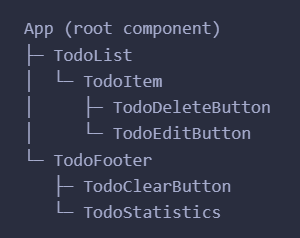 App (root component)
├─ TodoList
│  └─ TodoItem
│     ├─ TodoDeleteButton
│     └─ TodoEditButton
└─ TodoFooter
   ├─ TodoClearButton
   └─ TodoStatistics